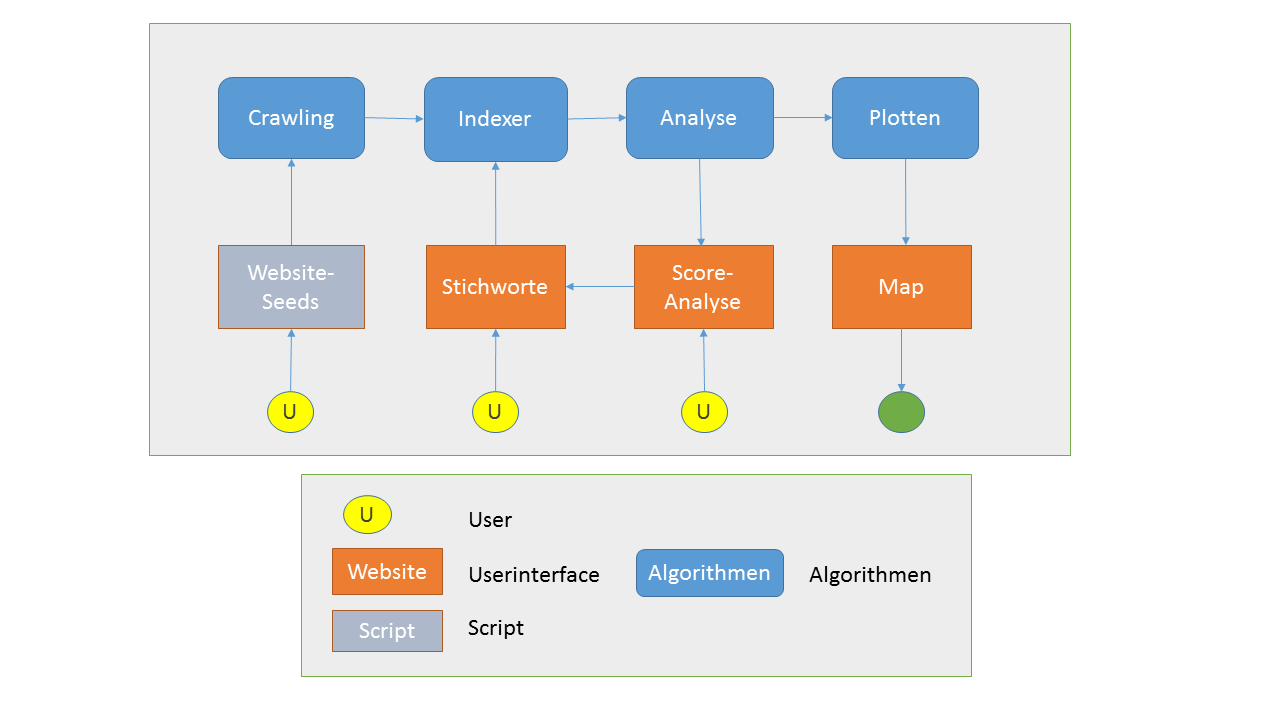 Crawling
Indexer
Analyse
Plotten
Website-
Seeds
Stichworte
Score-
Analyse
Map
U
U
U
U
User
Website
Userinterface
Algorithmen
Algorithmen
Script
Script